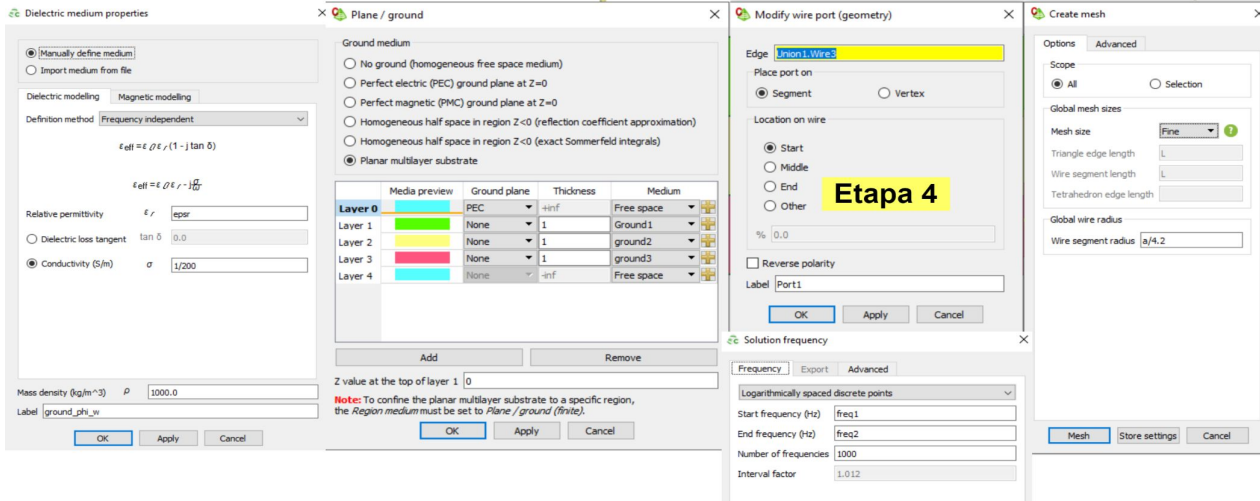 Dielectric medium properties
Manually define medium
Import medium from file
Dielectric modelling Magnetic modelling
Definition method Frequency independent
ε eff = ε 0 ε r (1 - j tan δ)
ε eff = ε 0 ε r - j σ/ω
Relative permittivity ε r epsr
Dielectric loss tangent tan δ 0.0
Conductivity (S/m) σ 1/200
Mass density (kg/m^3) ρ 1000.0
Label ground_phi_w
OK Apply Cancel
Plane / ground
Ground medium
No ground (homogeneous free space medium)
Perfect electric (PEC) ground plane at Z=0
Perfect magnetic (PMC) ground plane at Z=0
Homogeneous half space in region Z<0 (reflection coefficient approximation)
Homogeneous half space in region Z<0 (exact Sommerfeld integrals)
Planar multilayer substrate
Media preview Ground plane Thickness Medium
Layer 0 PEC +inf Free space
Layer 1 None 1 Ground1
Layer 2 None 1 ground2
Layer 3 None 1 ground3
Layer 4 None -inf Free space
Add Remove
Z value at the top of layer 1 0
Note: To confine the planar multilayer substrate to a specific region,
the Region medium must be set to Plane / ground (finite).
OK Apply Cancel
Modify wire port (geometry)
Edge Union1.Wire3
Place port on
Segment Vertex
Location on wire
Start
Middle
End
Other
Etapa 4
% 0.0
Reverse polarity
Label Port1
OK Apply Cancel
Solution frequency
Frequency Export Advanced
Logarithmically spaced discrete points
Start frequency (Hz) freq1
End frequency (Hz) freq2
Number of frequencies 1000
Interval factor 1.012
Create mesh
Options Advanced
Scope
All Selection
Global mesh sizes
Mesh size Fine ?
Triangle edge length L
Wire segment length L
Tetrahedron edge length
Global wire radius
Wire segment radius a/4.2
Mesh Store settings Cancel